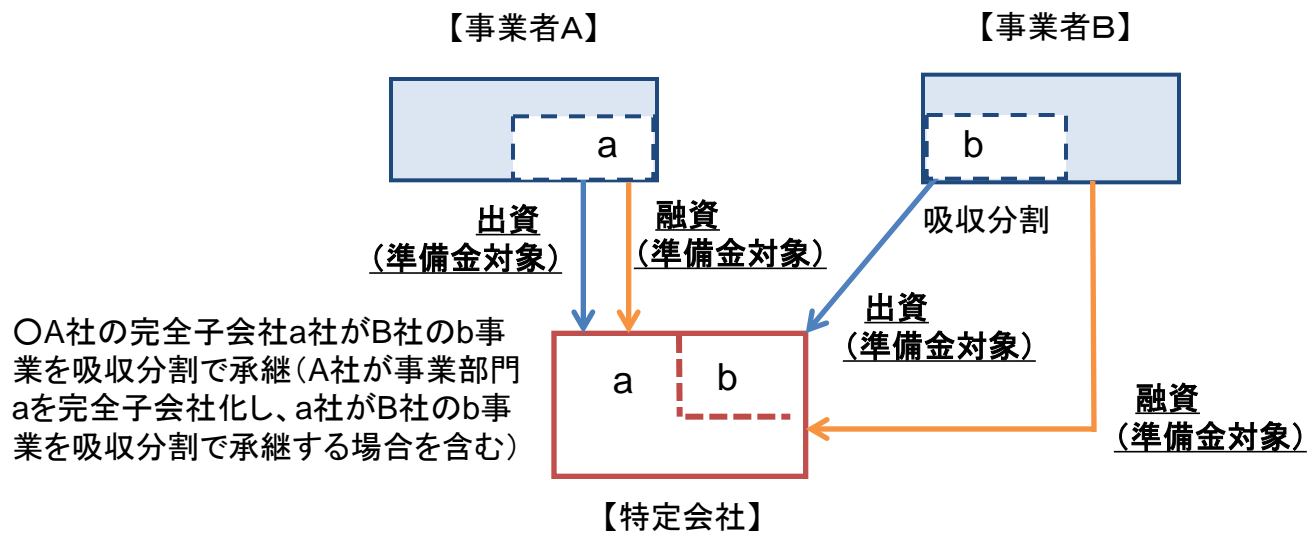 【事業者A】
【事業者B】
a
b
出資
(準備金対象)
融資
(準備金対象)
吸収分割
出資
(準備金対象)
融資
(準備金対象)
〇A社の完全子会社a社がB社のb事
業を吸収分割で承継(A社が事業部門
aを完全子会社化し、a社がB社のb事
業を吸収分割で承継する場合を含む)
a
b
【特定会社】